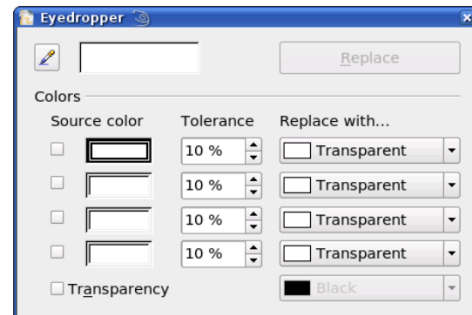 Eyedropper
Replace
Colors
Source color Tolerance Replace with...
10 % Transparent
10 % Transparent
10 % Transparent
10 % Transparent
Transparency Black